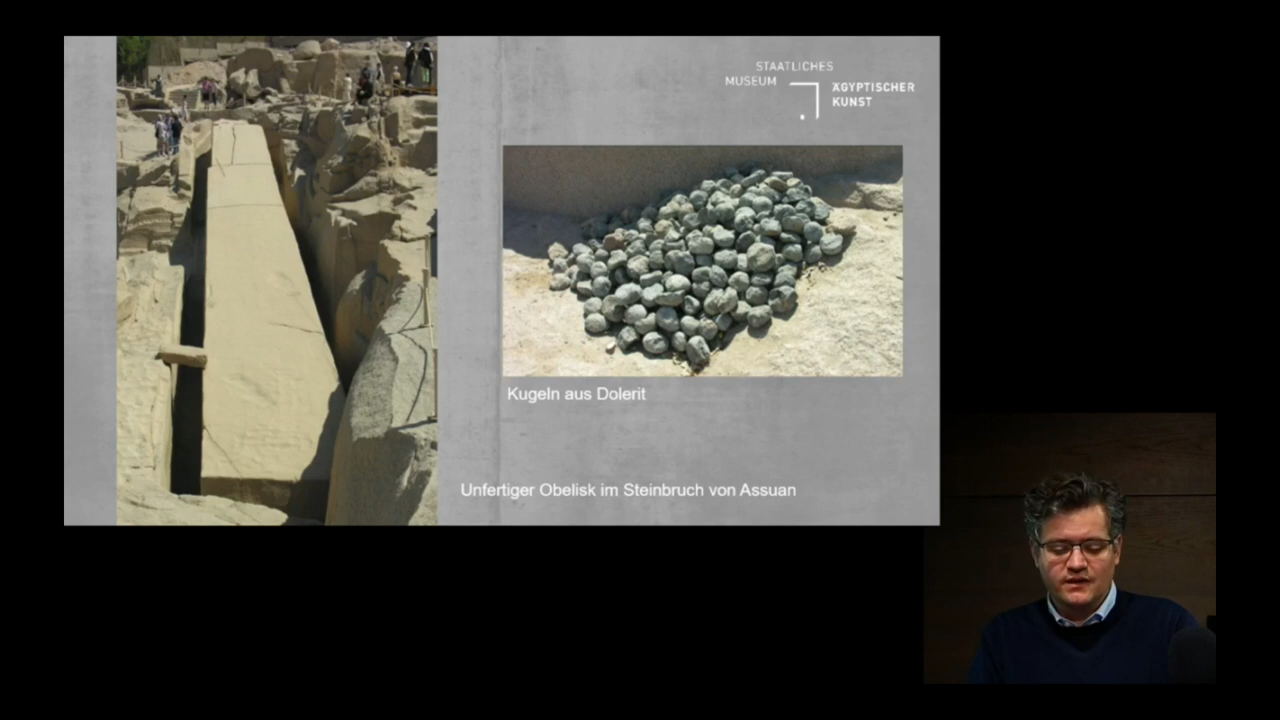 STAATLICHES
MUSEUM
ÄGYPTISCHER
KUNST
Kugeln aus Dolerit
Unfertiger Obelisk im Steinbruch von Assuan